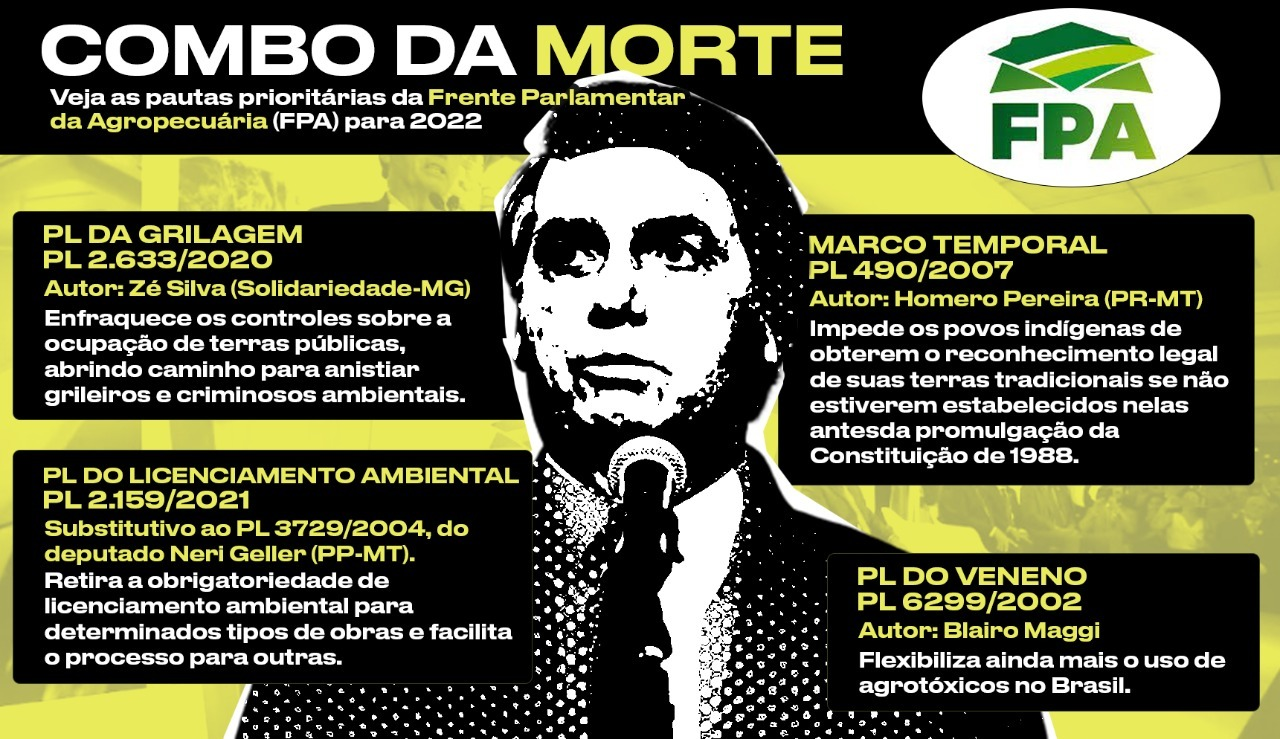 COMBO DA MORTE
Veja as pautas prioritárias da Frente Parlamentar
da Agropecuária (FPA) para 2022
FPA
PL DA GRILAGEM
PL 2.633/2020
Autor: Zé Silva (Solidariedade-MG)
Enfraquece os controles sobre a
ocupação de terras públicas,
abrindo caminho para anistiar
grileiros e criminosos ambientais.
MARCO TEMPORAL
PL 490/2007
Autor: Homero Pereira (PR-MT)
Impede os povos indígenas de
obterem o reconhecimento legal
de suas terras tradicionais se não
estiverem estabelecidos nelas
antesda promulgação da
Constituição de 1988.
PL DO LICENCIAMENTO AMBIENTAL
PL 2.159/2021
Substitutivo ao PL 3729/2004, do
deputado Neri Geller (PP-MT).
Retira a obrigatoriedade de
licenciamento ambiental para
determinados tipos de obras e facilita
o processo para outras.
PL DO VENENO
PL 6299/2002
Autor: Blairo Maggi
Flexibiliza ainda mais o uso de
agrotóxicos no Brasil.